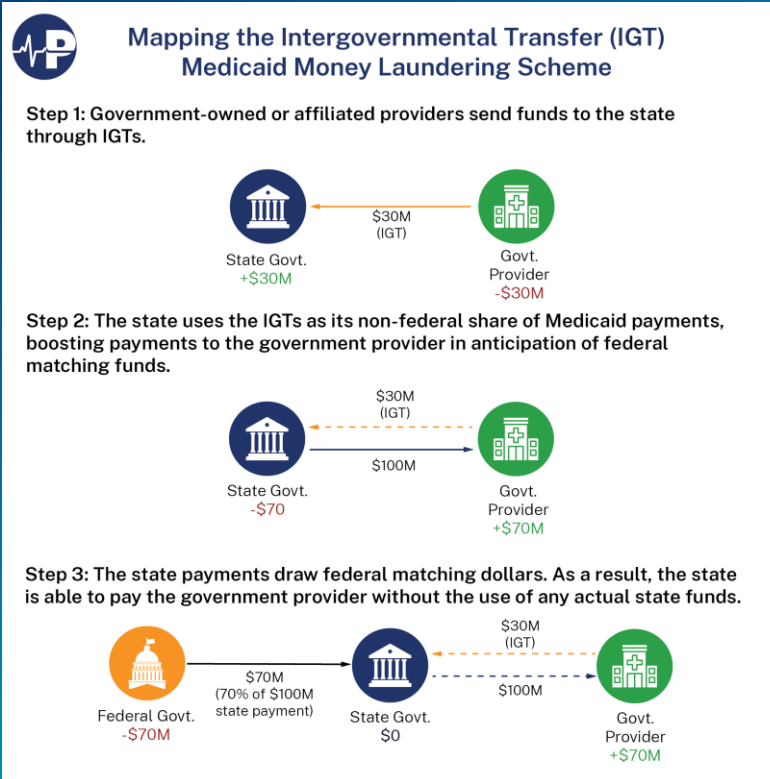 P
Mapping the Intergovernmental Transfer (IGT)
Medicaid Money Laundering Scheme
Step 1: Government-owned or affiliated providers send funds to the state
through IGTs.
$30M
(IGT)
State Govt.
+$30M
Govt.
Provider
-$30M
Step 2: The state uses the IGTs as its non-federal share of Medicaid payments,
boosting payments to the government provider in anticipation of federal
matching funds.
$30M
(IGT)
$100M
State Govt.
-$70
Govt.
Provider
+$70M
Step 3: The state payments draw federal matching dollars. As a result, the state
is able to pay the government provider without the use of any actual state funds.
$30M
(IGT)
$70M
(70% of $100M
state payment)
$100M
Federal Govt.
-$70M
State Govt.
$0
Govt.
Provider
+$70M